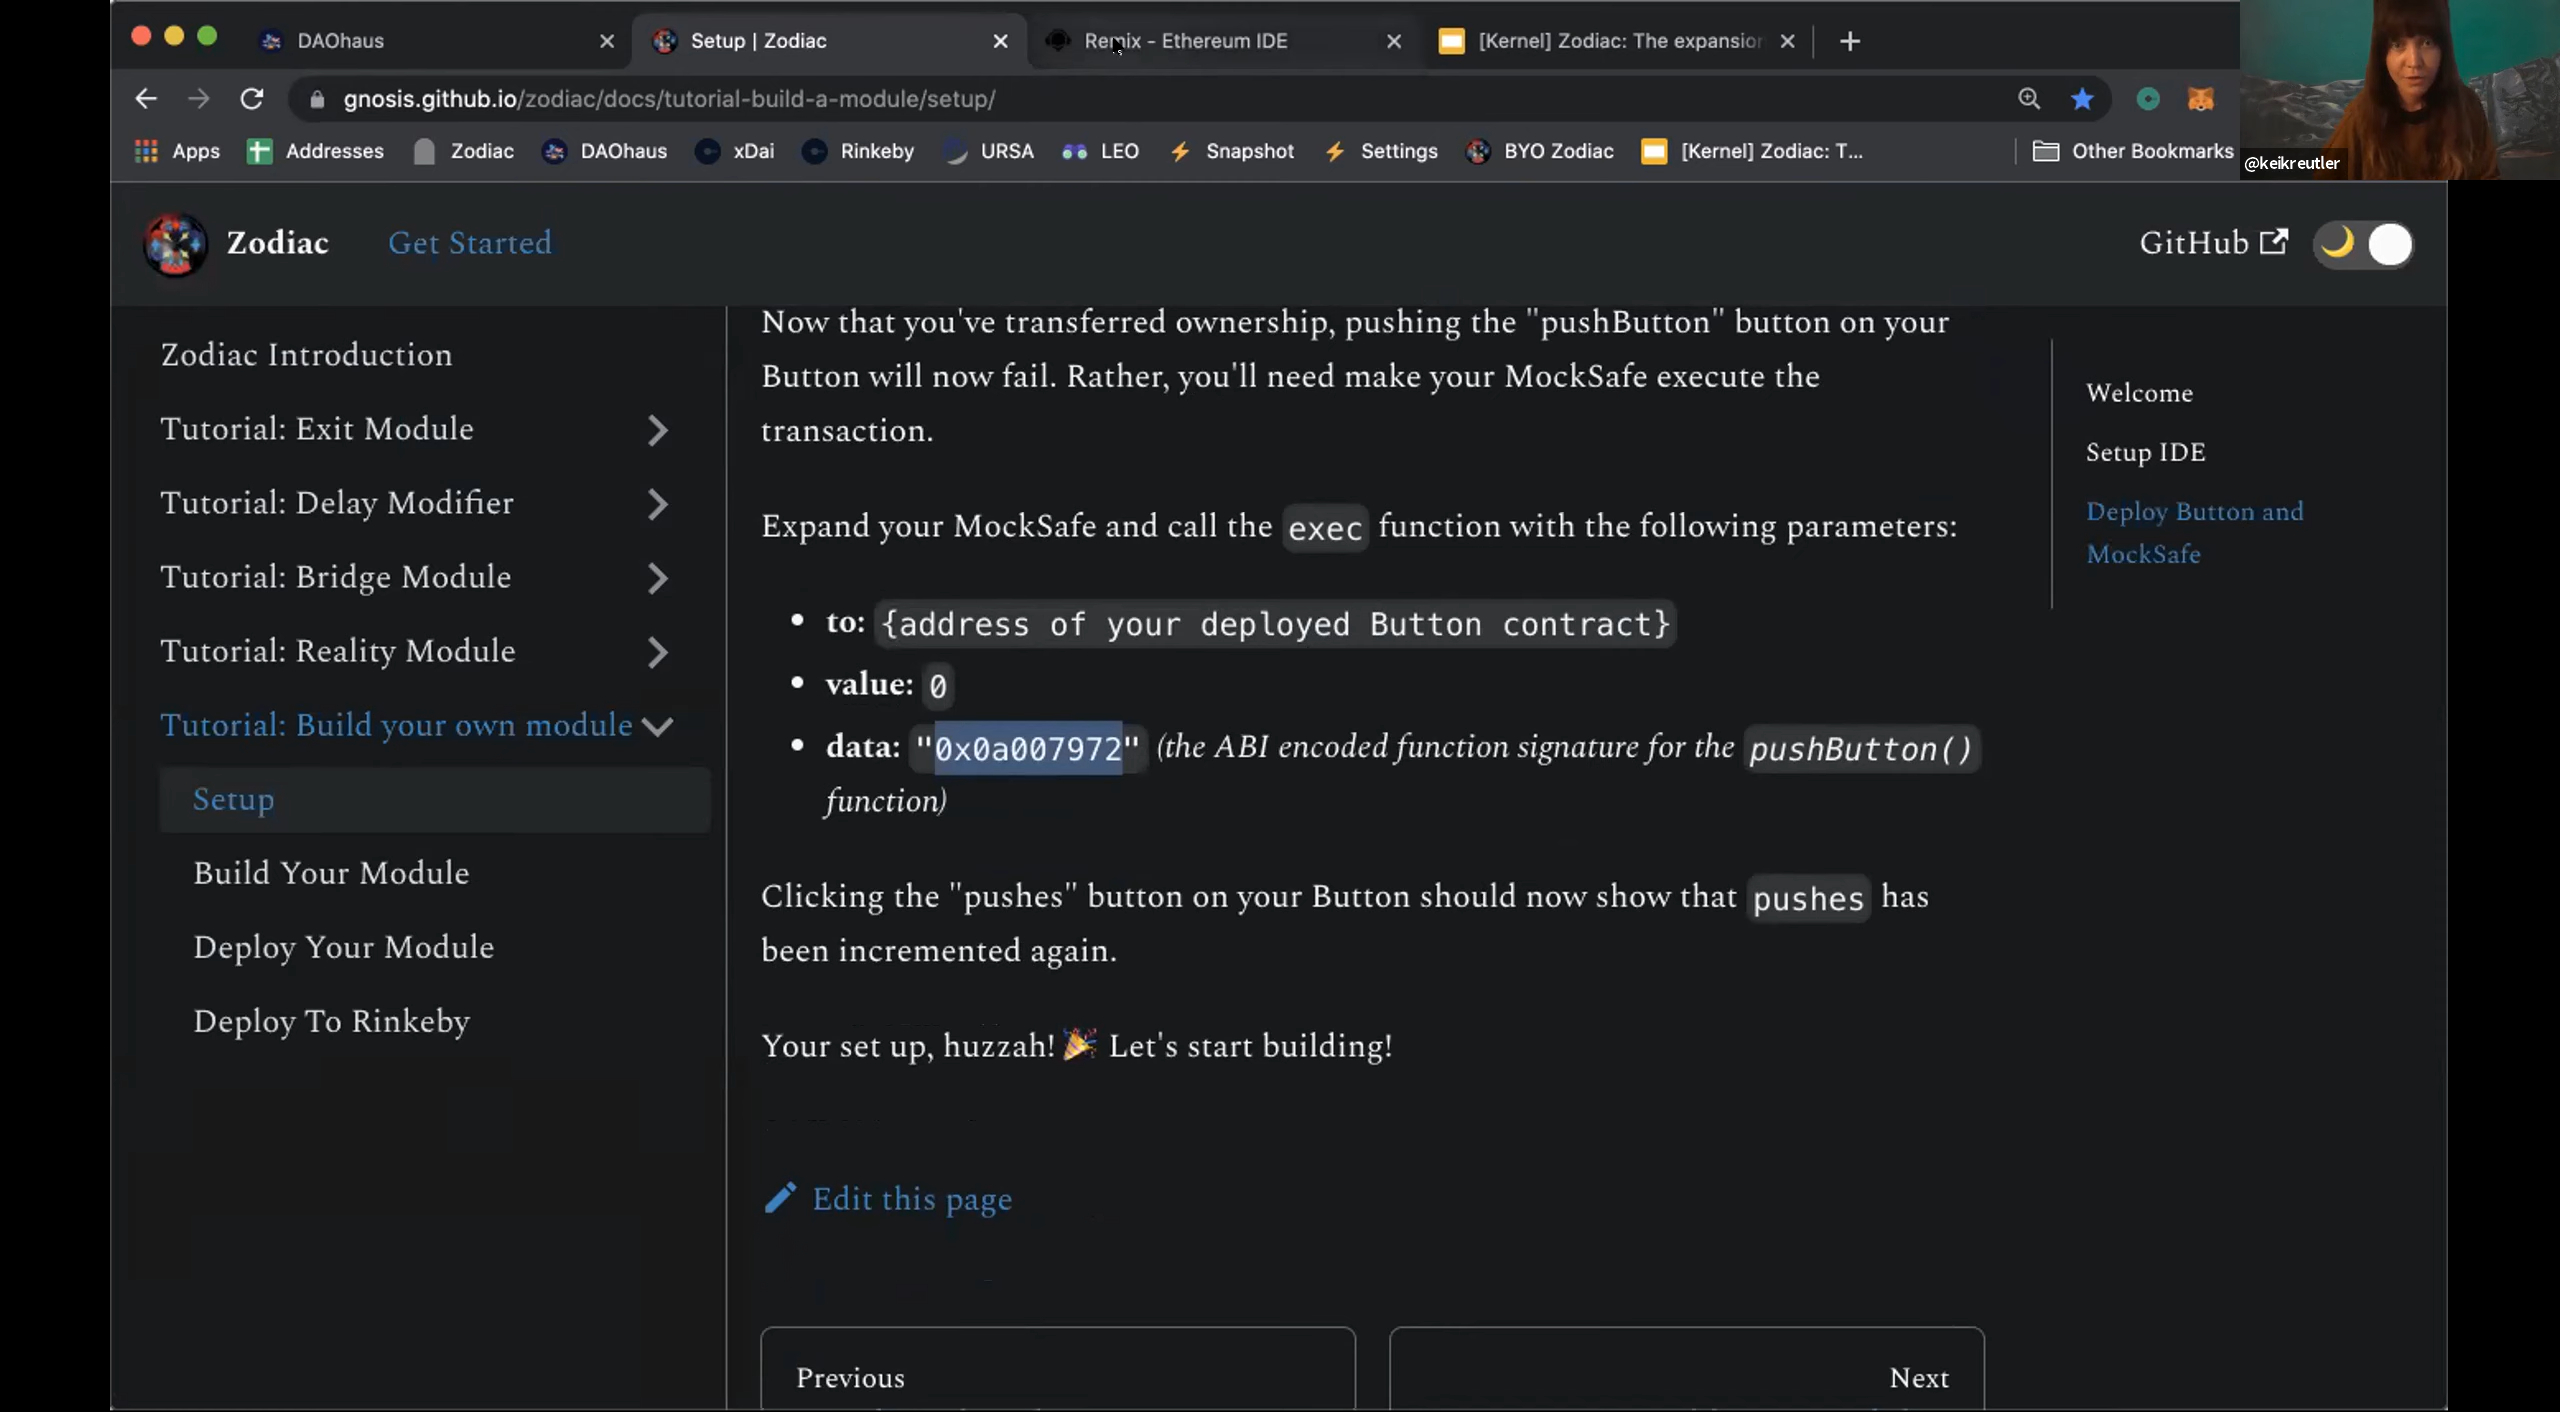 DAOhaus
Setup | Zodiac
Remix - Ethereum IDE
[Kernel] Zodiac: The expansion
gnosis.github.io/zodiac/docs/tutorial-build-a-module/setup/
Apps
Addresses
Zodiac
DAOhaus
xDai
Rinkeby
URSA
LEO
Snapshot
Settings
BYO Zodiac
[Kernel] Zodiac: T...
Other Bookmarks
@keikreutler
Zodiac
Get Started
GitHub
Zodiac Introduction
Tutorial: Exit Module
Tutorial: Delay Modifier
Tutorial: Bridge Module
Tutorial: Reality Module
Tutorial: Build your own module
Setup
Build Your Module
Deploy Your Module
Deploy To Rinkeby
Now that you've transferred ownership, pushing the "pushButton" button on your
Button will now fail. Rather, you'll need make your MockSafe execute the
transaction.
Expand your MockSafe and call the exec function with the following parameters:
• to: {address of your deployed Button contract}
• value: 0
• data: "0x0a007972" (the ABI encoded function signature for the pushButton()
function)
Clicking the "pushes" button on your Button should now show that pushes has
been incremented again.
Your set up, huzzah! 🎉 Let's start building!
Edit this page
Previous
Next
Welcome
Setup IDE
Deploy Button and
MockSafe